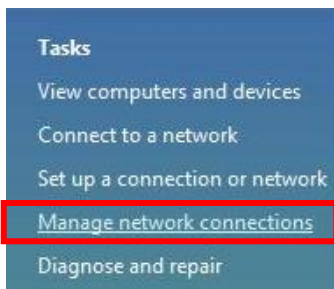 Tasks
View computers and devices
Connect to a network
Set up a connection or network
Manage network connections
Diagnose and repair